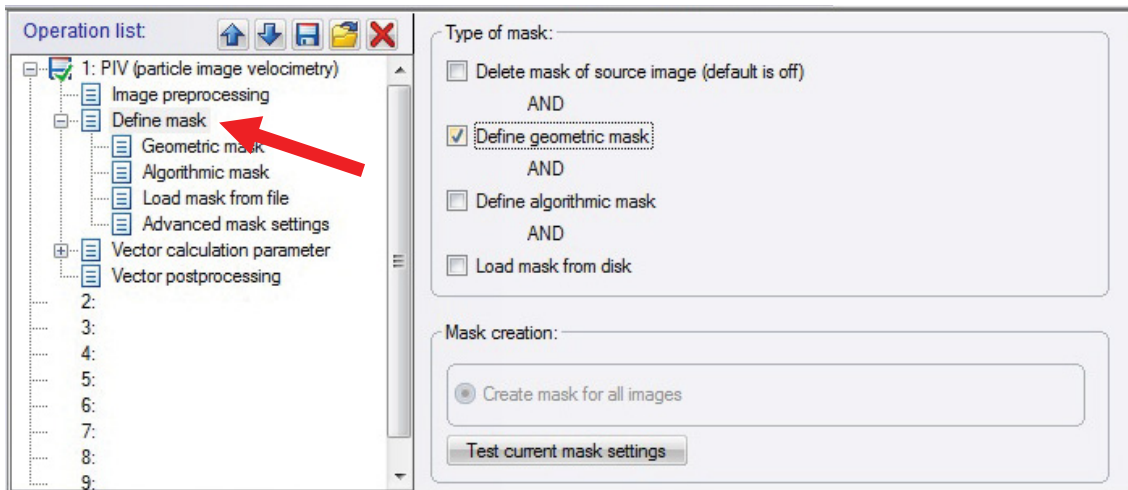 Operation list:
1: PIV (particle image velocimetry)
Image preprocessing
Define mask
Geometric mask
Algorithmic mask
Load mask from file
Advanced mask settings
Vector calculation parameter
Vector postprocessing
2:
3:
4:
5:
6:
7:
8:
9:
Type of mask:
Delete mask of source image (default is off)
AND
Define geometric mask
AND
Define algorithmic mask
AND
Load mask from disk
Mask creation:
Create mask for all images
Test current mask settings